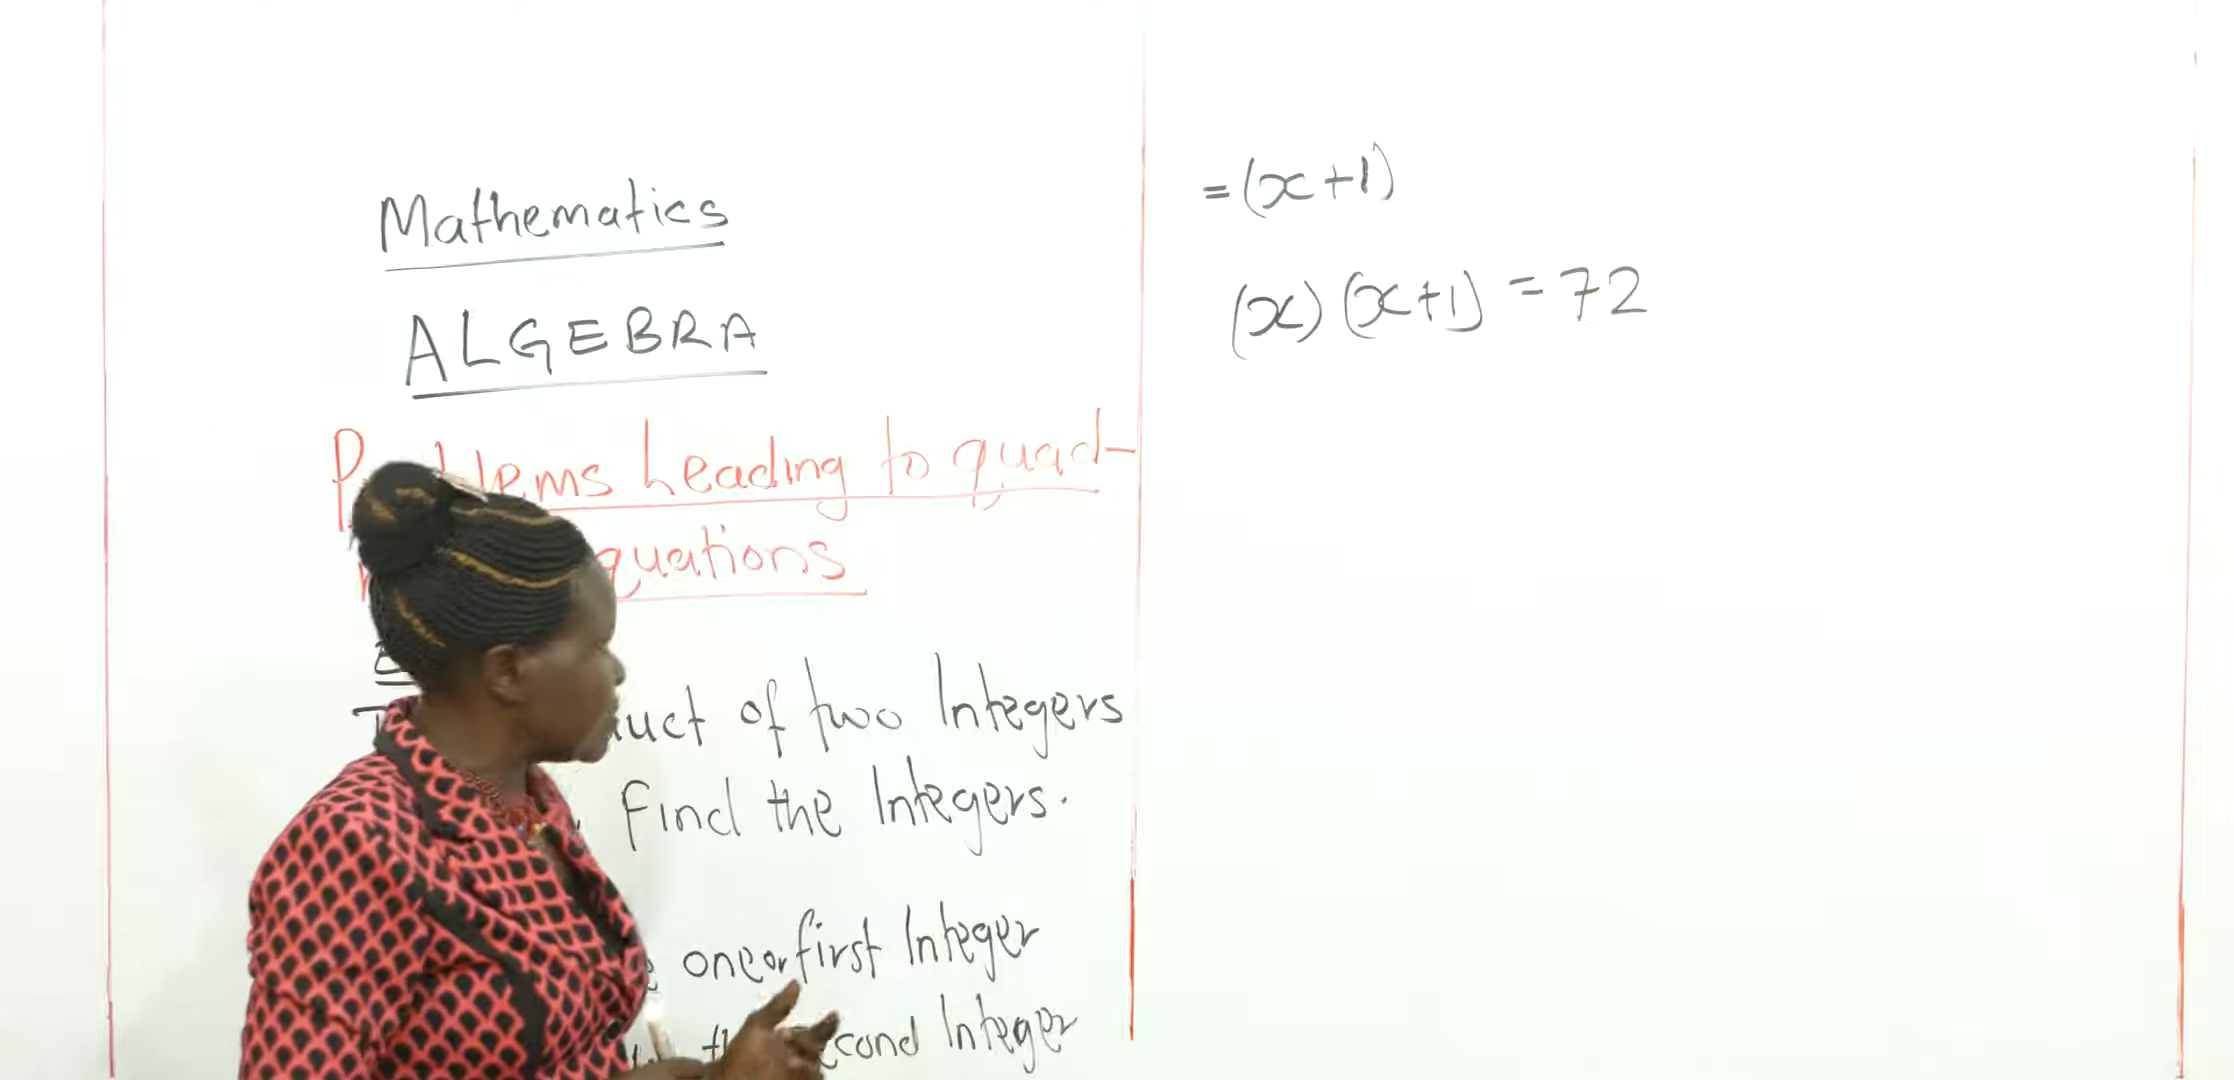 Mathematics
ALGEBRA
Problems leading to quad-
quations
uct of two Integers
Find the Integers.
one or first Integer
second Integer
=(x+1)
(x)(x+1) = 72